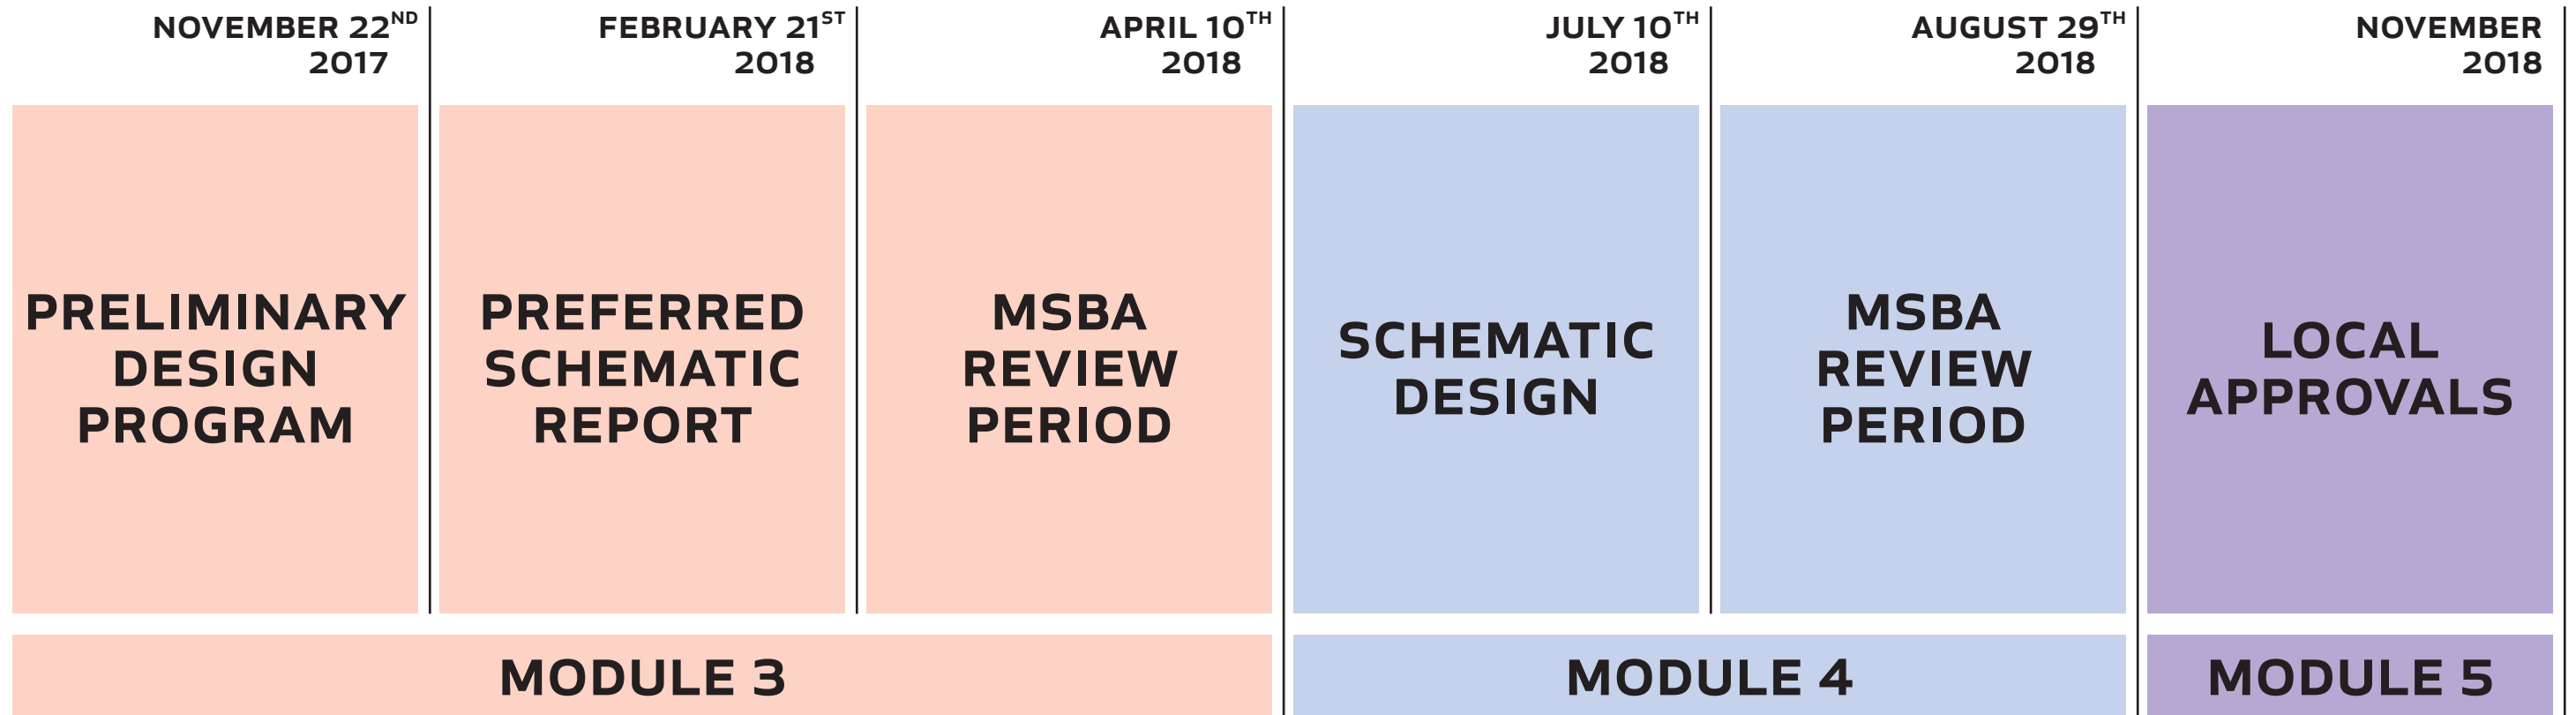 NOVEMBER 22ND
2017
FEBRUARY 21ST
2018
APRIL 10TH
2018
JULY 10TH
2018
AUGUST 29TH
2018
NOVEMBER
2018
PRELIMINARY
DESIGN
PROGRAM
PREFERRED
SCHEMATIC
REPORT
MSBA
REVIEW
PERIOD
SCHEMATIC
DESIGN
MSBA
REVIEW
PERIOD
LOCAL
APPROVALS
MODULE 3
MODULE 4
MODULE 5